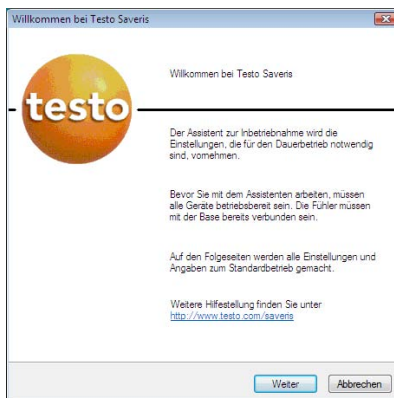 Willkommen bei Testo Saveris
Willkommen bei Testo Saveris
testo
Der Assistent zur Inbetriebnahme wird die
Einstellungen, die für den Dauerbetrieb notwendig
sind, vornehmen.
Bevor Sie mit dem Assistenten arbeiten, müssen
alle Geräte betriebsbereit sein. Die Fühler müssen
mit der Base bereits verbunden sein.
Auf den Folgeseiten werden alle Einstellungen und
Angaben zum Standardbetrieb gemacht.
Weitere Hilfestellung finden Sie unter
http://www.testo.com/saveris
Weiter
Abbrechen